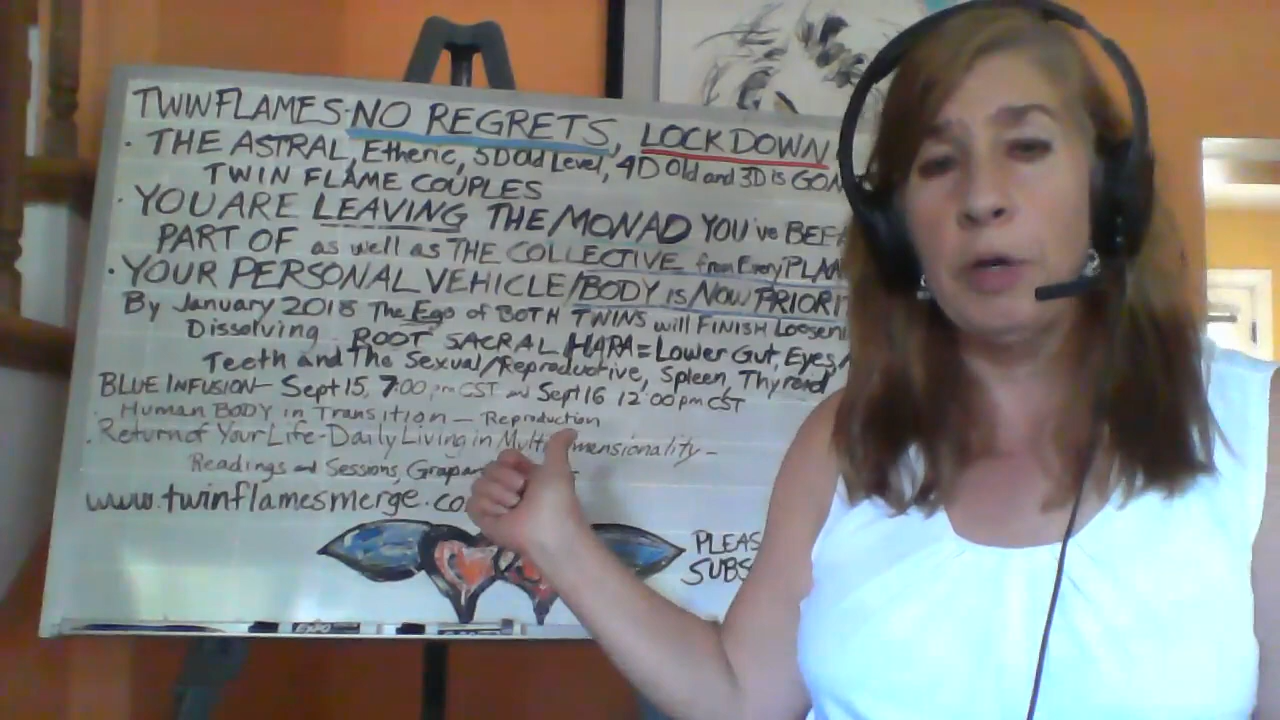 TWINFLAMES-NO REGRETS, LOCKDOWN
• THE ASTRAL, Etheric, 5D Old Level, 4D Old and 3D is GON
TWIN FLAME COUPLES
• YOU ARE LEAVING THE MONAD YOU'VE BEE
PART OF as well as THE COLLECTIVE from Every PLAN
• YOUR PERSONAL VEHICLE/BODY is NOW PRIORI
By January 2018 The Ego of BOTH TWINS will FINISH Looseni
Dissolving ROOT SACRAL HARA = Lower Gut, Eyes,
Teeth and The Sexual/Reproductive, Spleen, Thyroid
BLUE INFUSION- Sept 15, 7:00 pm CST and Sept 16 12:00 pm CST
• Human BODY in Transition - Reproduction
• Return of Your Life-Daily Living in Multidimensionality -
Readings and Sessions,
www.twinflamesmerge.co
PLEAS
SUBS
EXPO